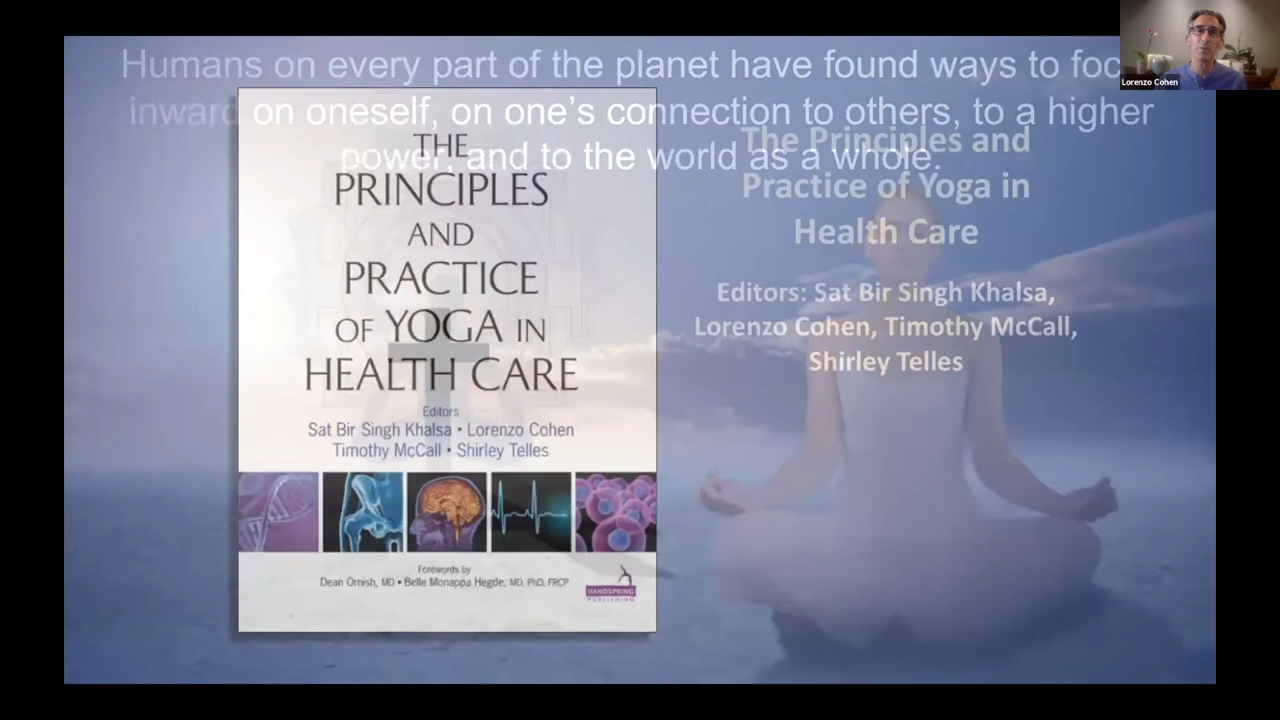 Humans on every part of the planet have found ways to foc
inward on oneself, on one's connection to others, to a higher
power, and to the world as a whole.
THE
PRINCIPLES
AND
PRACTICE
OF YOGA IN
HEALTH CARE
Editors
Sat Bir Singh Khalsa • Lorenzo Cohen
Timothy McCall • Shirley Telles
Forewords by
Dean Ornish, MD • Belle Monappa Hegde, MD, PhD, FRCP
HANDSPRING
PUBLISHING
The Principles and
Practice of Yoga in
Health Care
Editors: Sat Bir Singh Khalsa,
Lorenzo Cohen, Timothy McCall,
Shirley Telles
Lorenzo Cohen